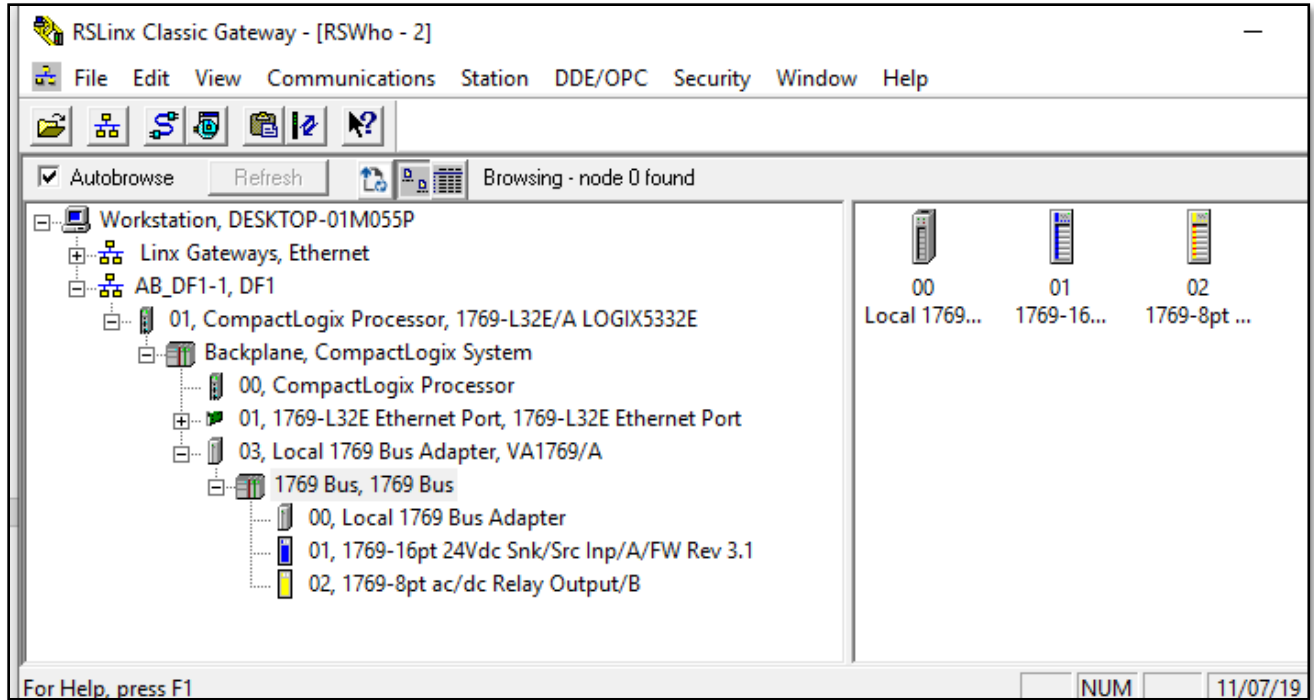 RSLinx Classic Gateway - [RSWho - 2]
File Edit View Communications Station DDE/OPC Security Window Help
Autobrowse Refresh Browsing - node 0 found
Workstation, DESKTOP-01M055P
Linx Gateways, Ethernet
AB_DF1-1, DF1
01, CompactLogix Processor, 1769-L32E/A LOGIX5332E
Backplane, CompactLogix System
00, CompactLogix Processor
01, 1769-L32E Ethernet Port, 1769-L32E Ethernet Port
03, Local 1769 Bus Adapter, VA1769/A
1769 Bus, 1769 Bus
00, Local 1769 Bus Adapter
01, 1769-16pt 24Vdc Snk/Src Inp/A/FW Rev 3.1
02, 1769-8pt ac/dc Relay Output/B
00 01 02
Local 1769... 1769-16... 1769-8pt ...
For Help, press F1 NUM 11/07/19